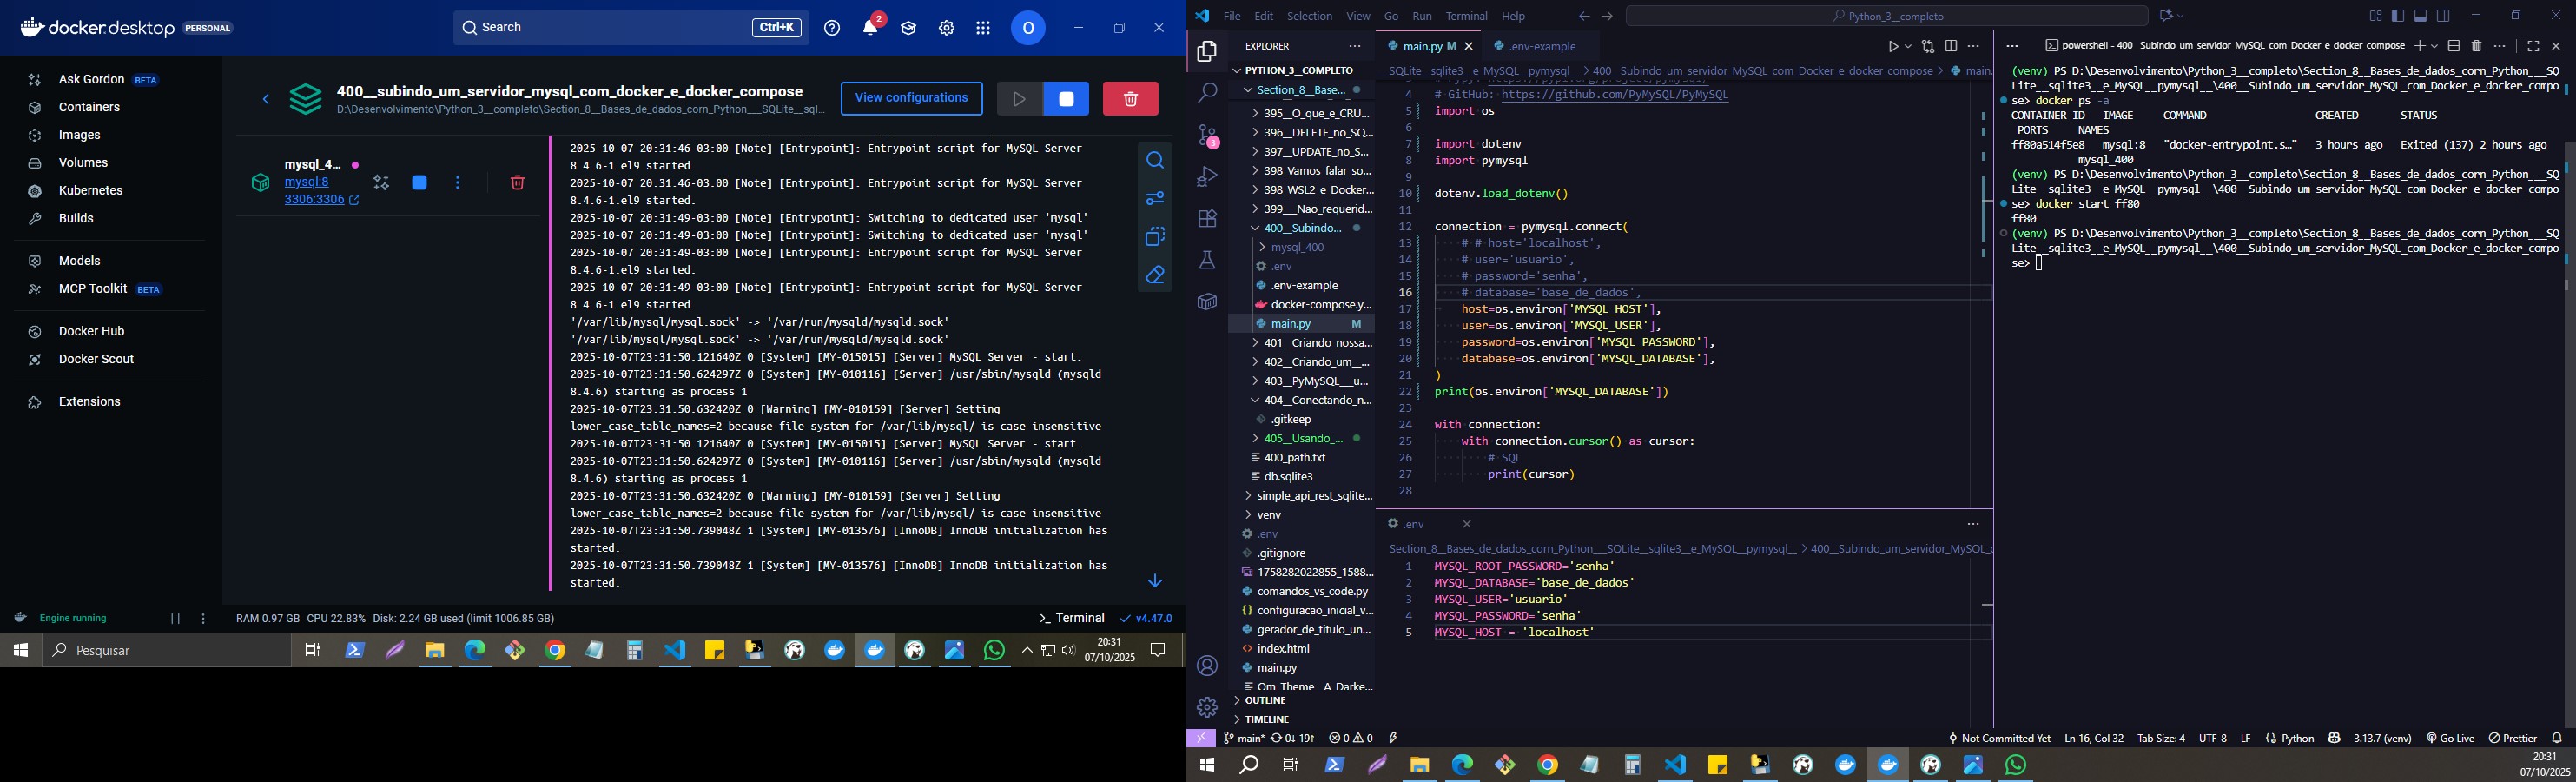 docker.desktop PERSONAL
Search Ctrl+K
2
O
Ask Gordon BETA
Containers
Images
Volumes
Kubernetes
Builds
Models
MCP Toolkit BETA
Docker Hub
Docker Scout
Extensions
400__subindo_um_servidor_mysql_com_docker_e_docker_compose
D:\Desenvolvimento\Python_3__completo\Section_8__Bases_de_dados_corn_Python___SQLite__sql...
View configurations
mysql_4...
mysql:8
3306:3306
2025-10-07 20:31:46-03:00 [Note] [Entrypoint]: Entrypoint script for MySQL Server
8.4.6-1.el9 started.
2025-10-07 20:31:46-03:00 [Note] [Entrypoint]: Entrypoint script for MySQL Server
8.4.6-1.el9 started.
2025-10-07 20:31:49-03:00 [Note] [Entrypoint]: Switching to dedicated user 'mysql'
2025-10-07 20:31:49-03:00 [Note] [Entrypoint]: Switching to dedicated user 'mysql'
2025-10-07 20:31:49-03:00 [Note] [Entrypoint]: Entrypoint script for MySQL Server
8.4.6-1.el9 started.
2025-10-07 20:31:49-03:00 [Note] [Entrypoint]: Entrypoint script for MySQL Server
8.4.6-1.el9 started.
'/var/lib/mysql/mysql.sock' -> '/var/run/mysqld/mysqld.sock'
'/var/lib/mysql/mysql.sock' -> '/var/run/mysqld/mysqld.sock'
2025-10-07T23:31:50.121640Z 0 [System] [MY-015015] [Server] MySQL Server - start.
2025-10-07T23:31:50.624297Z 0 [System] [MY-010116] [Server] /usr/sbin/mysqld (mysqld
8.4.6) starting as process 1
2025-10-07T23:31:50.632420Z 0 [Warning] [MY-010159] [Server] Setting
lower_case_table_names=2 because file system for /var/lib/mysql/ is case insensitive
2025-10-07T23:31:50.121640Z 0 [System] [MY-015015] [Server] MySQL Server - start.
2025-10-07T23:31:50.624297Z 0 [System] [MY-010116] [Server] /usr/sbin/mysqld (mysqld
8.4.6) starting as process 1
2025-10-07T23:31:50.632420Z 0 [Warning] [MY-010159] [Server] Setting
lower_case_table_names=2 because file system for /var/lib/mysql/ is case insensitive
2025-10-07T23:31:50.739048Z 1 [System] [MY-013576] [InnoDB] InnoDB initialization has
started.
2025-10-07T23:31:50.739048Z 1 [System] [MY-013576] [InnoDB] InnoDB initialization has
started.
Engine running
RAM 0.97 GB CPU 22.83% Disk: 2.24 GB used (limit 1006.85 GB)
Terminal
v4.47.0
Pesquisar
20:31
07/10/2025
File Edit Selection View Go Run Terminal Help
Python_3__completo
EXPLORER
PYTHON_3__COMPLETO
Section_8__Base...
395__O_que_e_CRU...
396__DELETE_no_SQ...
397__UPDATE_no_S...
398_Vamos_falar_so...
398_WSL2_e_Docker...
399___Nao_requerid...
400__Subindo...
mysql_400
.env
.env-example
docker-compose.y...
main.py M
401__Criando_nossa...
402__Criando_um_...
403__PyMySQL___u...
404__Conectando_n...
.gitkeep
405__Usando_...
400_path.txt
db.sqlite3
simple_api_rest_sqlite...
venv
.env
.gitignore
1758282022855_1588...
comandos_vs_code.py
configuracao_inicial_v...
gerador_de_titulo_un...
index.html
main.py
Om_Theme__A_Darke...
OUTLINE
TIMELINE
3
main.py M
.env-example
__SQLite__sqlite3__e_MySQL__pymysql__ > 400__Subindo_um_servidor_MySQL_com_Docker_e_docker_compose > main.
4 # GitHub: https://github.com/PyMySQL/PyMySQL
5 import os
6
7 import dotenv
8 import pymysql
9
10 dotenv.load_dotenv()
11
12 connection = pymysql.connect(
13 # # host='localhost',
14 # user='usuario',
15 # password='senha',
16 # database='base_de_dados',
17 host=os.environ['MYSQL_HOST'],
18 user=os.environ['MYSQL_USER'],
19 password=os.environ['MYSQL_PASSWORD'],
20 database=os.environ['MYSQL_DATABASE'],
21 )
22 print(os.environ['MYSQL_DATABASE'])
23
24 with connection:
25 with connection.cursor() as cursor:
26 # SQL
27 print(cursor)
28
.env
Section_8__Bases_de_dados_corn_Python___SQLite__sqlite3__e_MySQL__pymysql__ > 400__Subindo_um_servidor_MySQL_c
1 MYSQL_ROOT_PASSWORD='senha'
2 MYSQL_DATABASE='base_de_dados'
3 MYSQL_USER='usuario'
4 MYSQL_PASSWORD='senha'
5 MYSQL_HOST = 'localhost'
powershell - 400__Subindo_um_servidor_MySQL_com_Docker_e_docker_compose
(venv) PS D:\Desenvolvimento\Python_3__completo\Section_8__Bases_de_dados_corn_Python___SQ
Lite__sqlite3__e_MySQL__pymysql__\400__Subindo_um_servidor_MySQL_com_Docker_e_docker_compo
se> docker ps -a
CONTAINER ID IMAGE COMMAND CREATED STATUS
PORTS NAMES
ff80a514f5e8 mysql:8 "docker-entrypoint.s…" 3 hours ago Exited (137) 2 hours ago
mysql_400
(venv) PS D:\Desenvolvimento\Python_3__completo\Section_8__Bases_de_dados_corn_Python___SQ
Lite__sqlite3__e_MySQL__pymysql__\400__Subindo_um_servidor_MySQL_com_Docker_e_docker_compo
se> docker start ff80
ff80
(venv) PS D:\Desenvolvimento\Python_3__completo\Section_8__Bases_de_dados_corn_Python___SQ
Lite__sqlite3__e_MySQL__pymysql__\400__Subindo_um_servidor_MySQL_com_Docker_e_docker_compo
se>
main* 0↓ 19↑ 0 0
Not Committed Yet Ln 16, Col 32 Tab Size: 4 UTF-8 LF Python 3.13.7 (venv) Go Live Prettier
20:31
07/10/2025